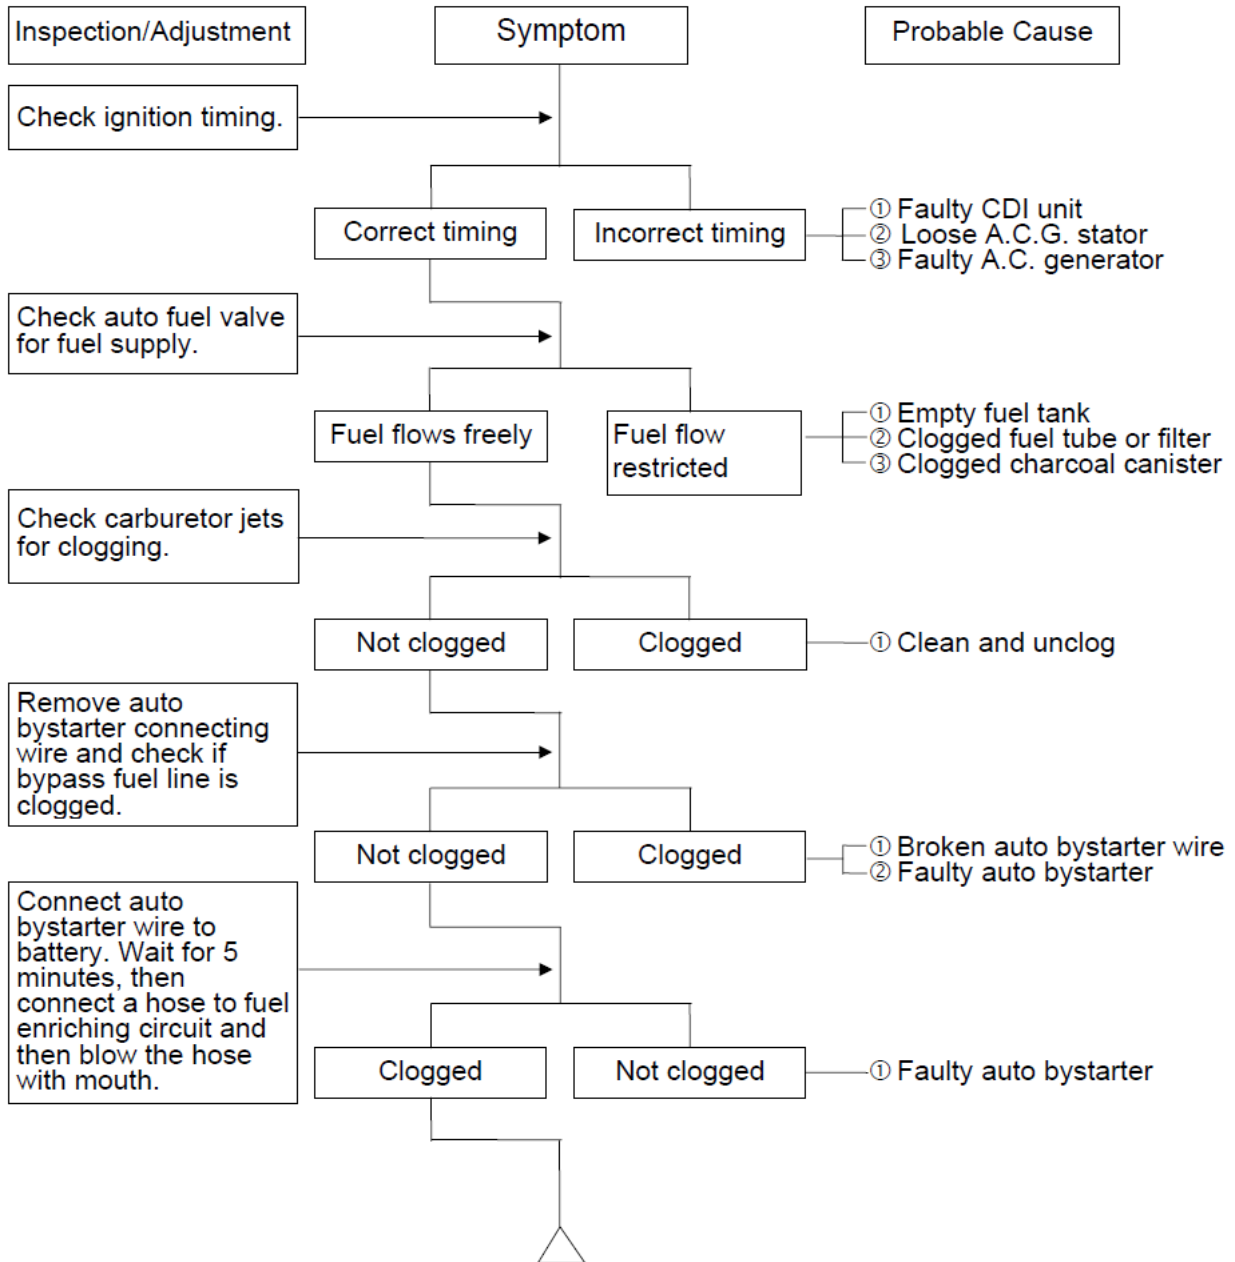 Inspection/Adjustment
Symptom
Probable Cause
Check ignition timing.
Correct timing
Incorrect timing
① Faulty CDI unit
② Loose A.C.G. stator
③ Faulty A.C. generator
Check auto fuel valve
for fuel supply.
Fuel flows freely
Fuel flow
restricted
① Empty fuel tank
② Clogged fuel tube or filter
③ Clogged charcoal canister
Check carburetor jets
for clogging.
Not clogged
Clogged
① Clean and unclog
Remove auto
bystarter connecting
wire and check if
bypass fuel line is
clogged.
Not clogged
Clogged
① Broken auto bystarter wire
② Faulty auto bystarter
Connect auto
bystarter wire to
battery. Wait for 5
minutes, then
connect a hose to fuel
enriching circuit and
then blow the hose
with mouth.
Clogged
Not clogged
① Faulty auto bystarter